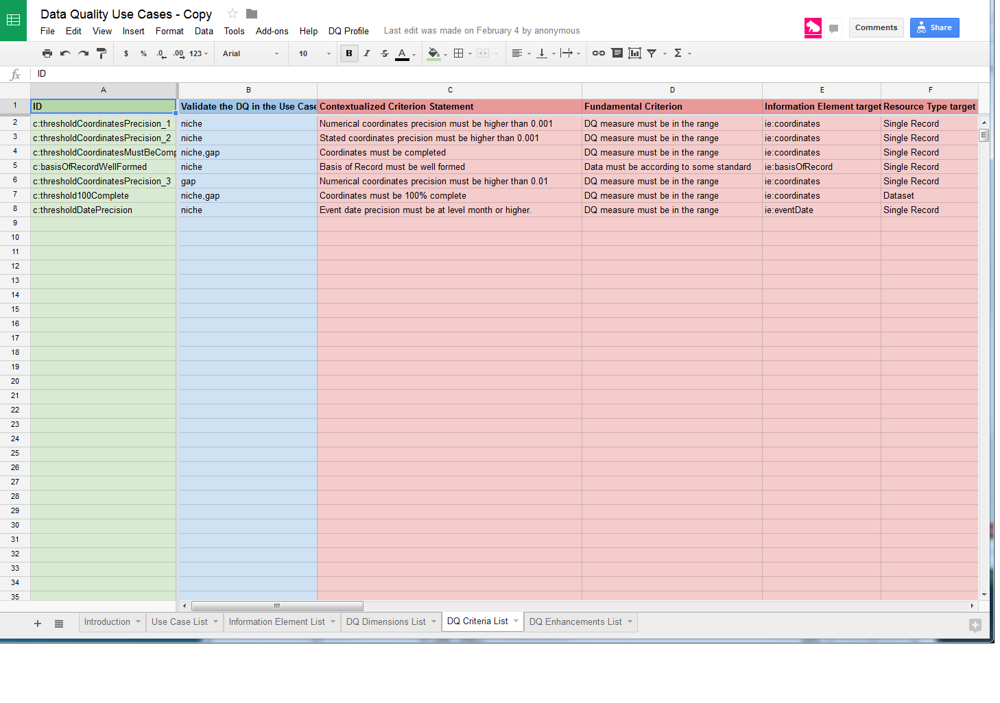 Data Quality Use Cases - Copy
File Edit View Insert Format Data Tools Add-ons Help DQ Profile Last edit was made on February 4 by anonymous
Comments Share
$ % .0 .00 123 Arial 10 B I S A Σ
fx ID
A B C D E F
1 ID Validate the DQ in the Use Case Contextualized Criterion Statement Fundamental Criterion Information Element target Resource Type target
2 c:thresholdCoordinatesPrecision_1 niche Numerical coordinates precision must be higher than 0.001 DQ measure must be in the range ie:coordinates Single Record
3 c:thresholdCoordinatesPrecision_2 niche Stated coordinates precision must be higher than 0.001 DQ measure must be in the range ie:coordinates Single Record
4 c:thresholdCoordinatesMustBeComp niche,gap Coordinates must be completed DQ measure must be in the range ie:coordinates Single Record
5 c:basisOfRecordWellFormed niche Basis of Record must be well formed Data must be according to some standard ie:basisOfRecord Single Record
6 c:thresholdCoordinatesPrecision_3 gap Numerical coordinates precision must be higher than 0.01 DQ measure must be in the range ie:coordinates Single Record
7 c:threshold100Complete niche,gap Coordinates must be 100% complete DQ measure must be in the range ie:coordinates Dataset
8 c:thresholdDatePrecision niche Event date precision must be at level month or higher. DQ measure must be in the range ie:eventDate Single Record
9
10
11
12
13
14
15
16
17
18
19
20
21
22
23
24
25
26
27
28
29
30
31
32
33
34
35
+ Introduction Use Case List Information Element List DQ Dimensions List DQ Criteria List DQ Enhancements List